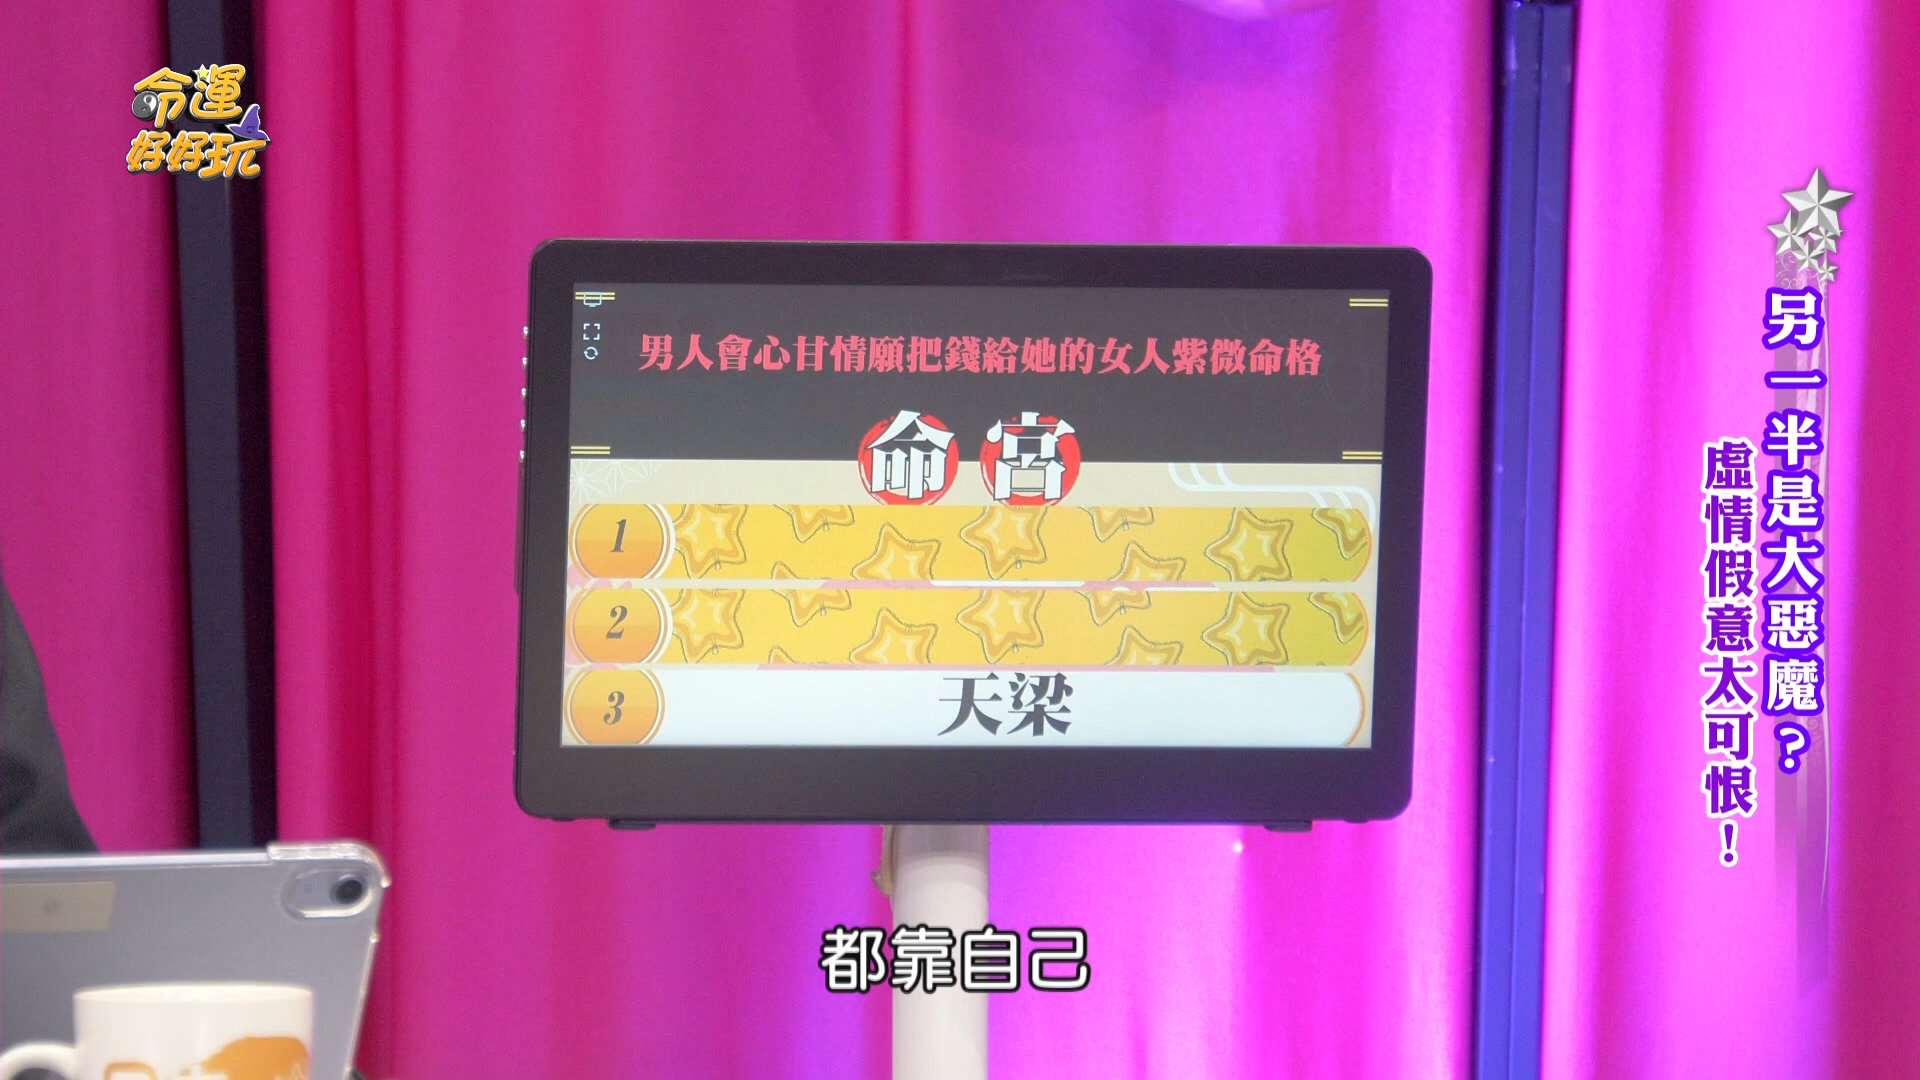 命運
好好玩
另一半是大惡魔？
虛情假意太可恨！
男人會心甘情願把錢給她的女人紫微命格
命宮
1
2
3 天梁
都靠自己